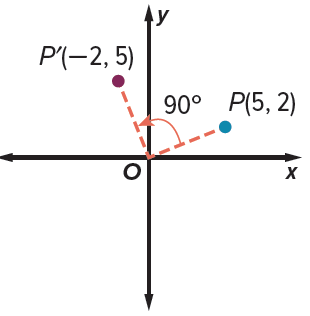 y
P′(−2, 5)
90° P(5, 2)
O
x